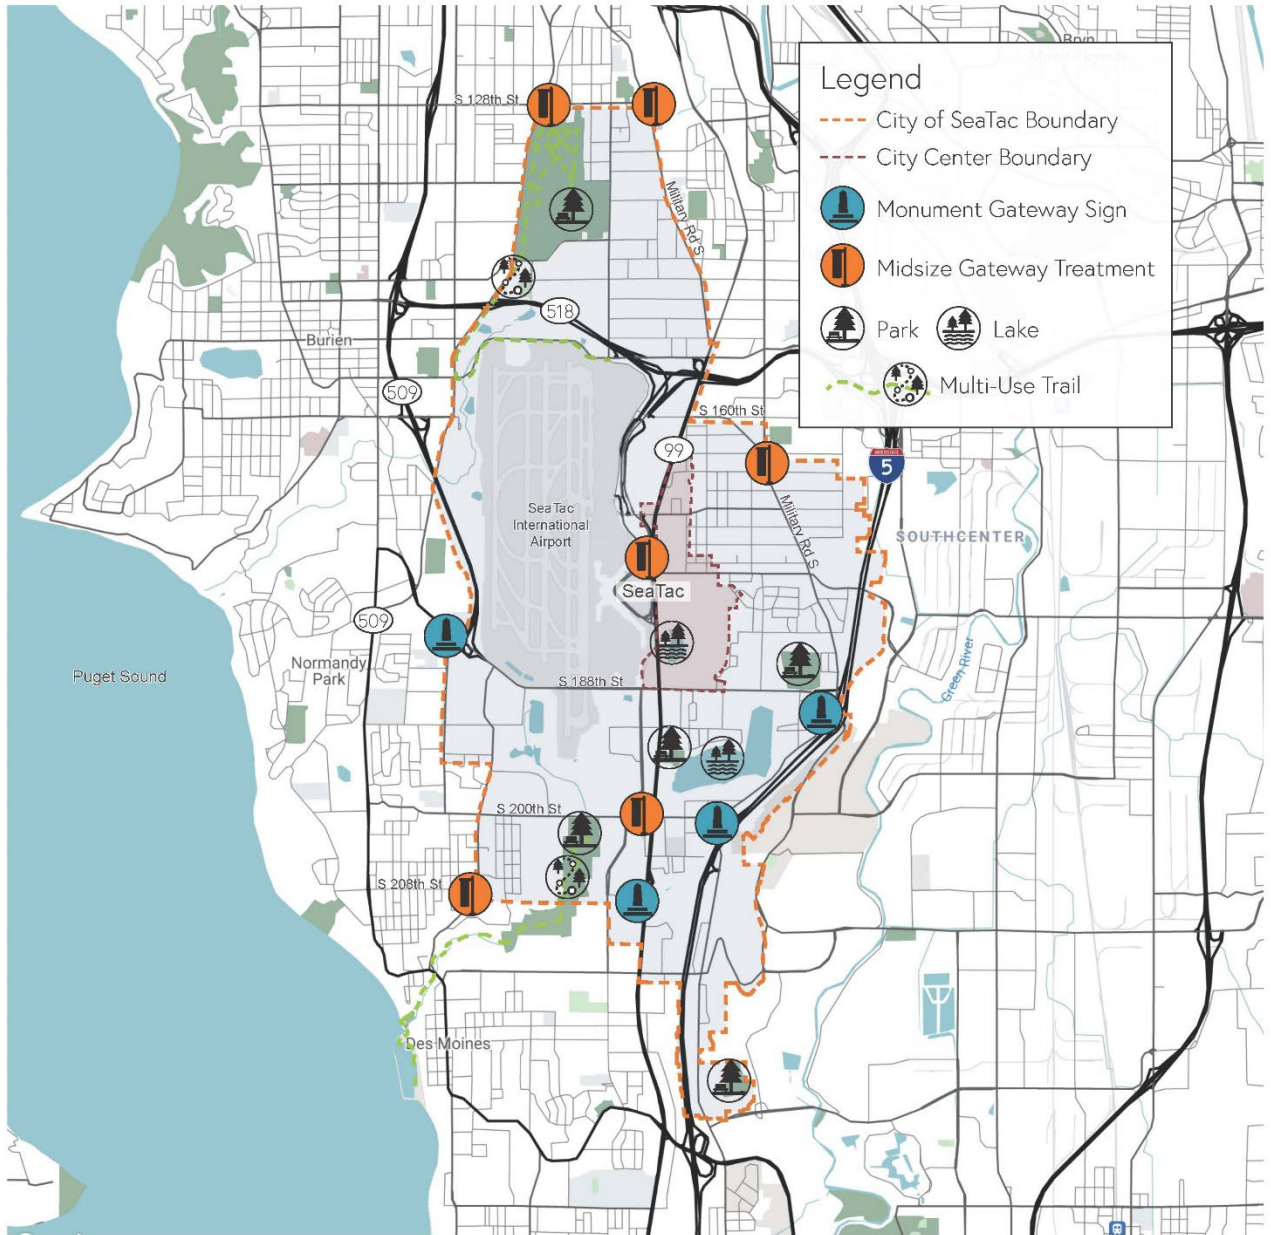 Bryn
Legend
City of SeaTac Boundary
City Center Boundary
Monument Gateway Sign
Midsize Gateway Treatment
Park
Lake
Multi-Use Trail
S 128th St
Military Rd S
518
Burien
509
S 160th St
99
INTERSTATE
5
SeaTac
International
Airport
Military Rd S
SOUTHCENTER
SeaTac
509
Normandy
Park
Puget Sound
Green River
S 188th St
S 200th St
S 208th St
Des Moines